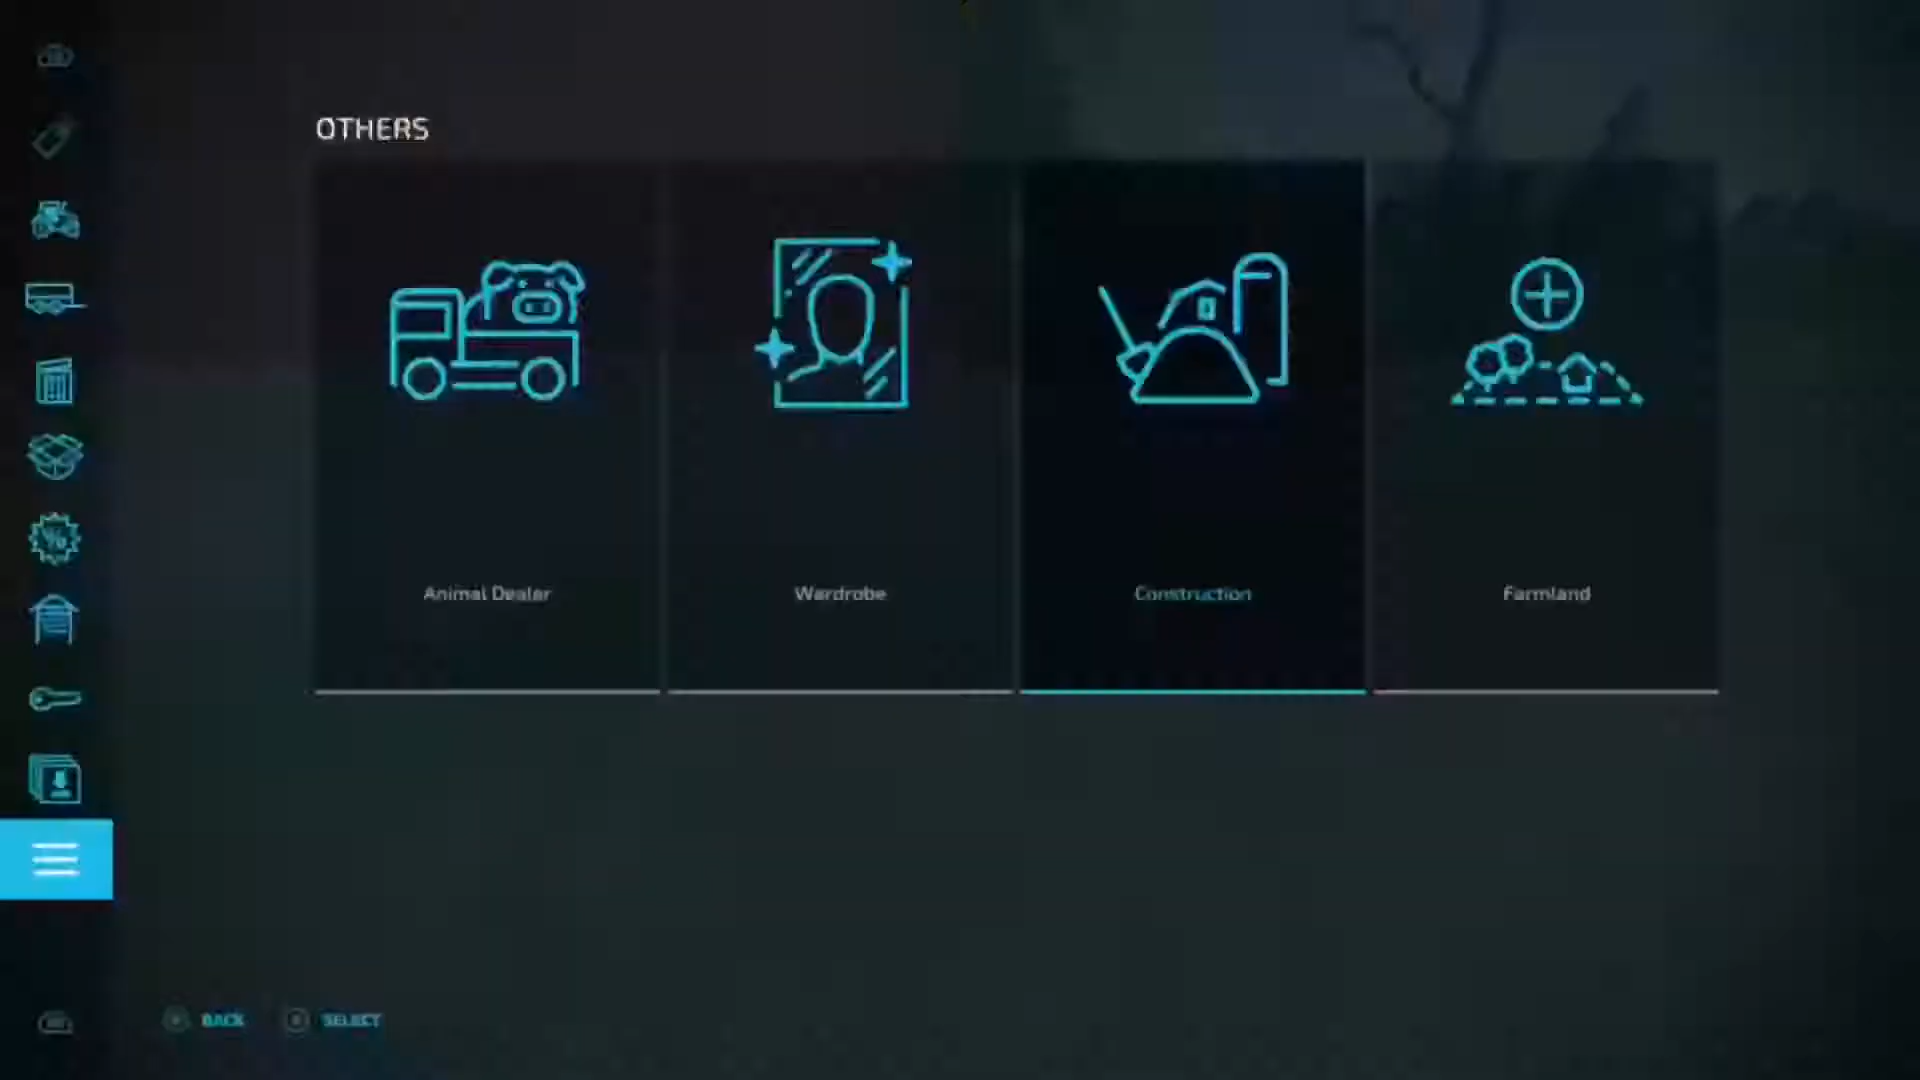 OTHERS
Animal Dealer
Wardrobe
Construction
Farmland
BACK
SELECT